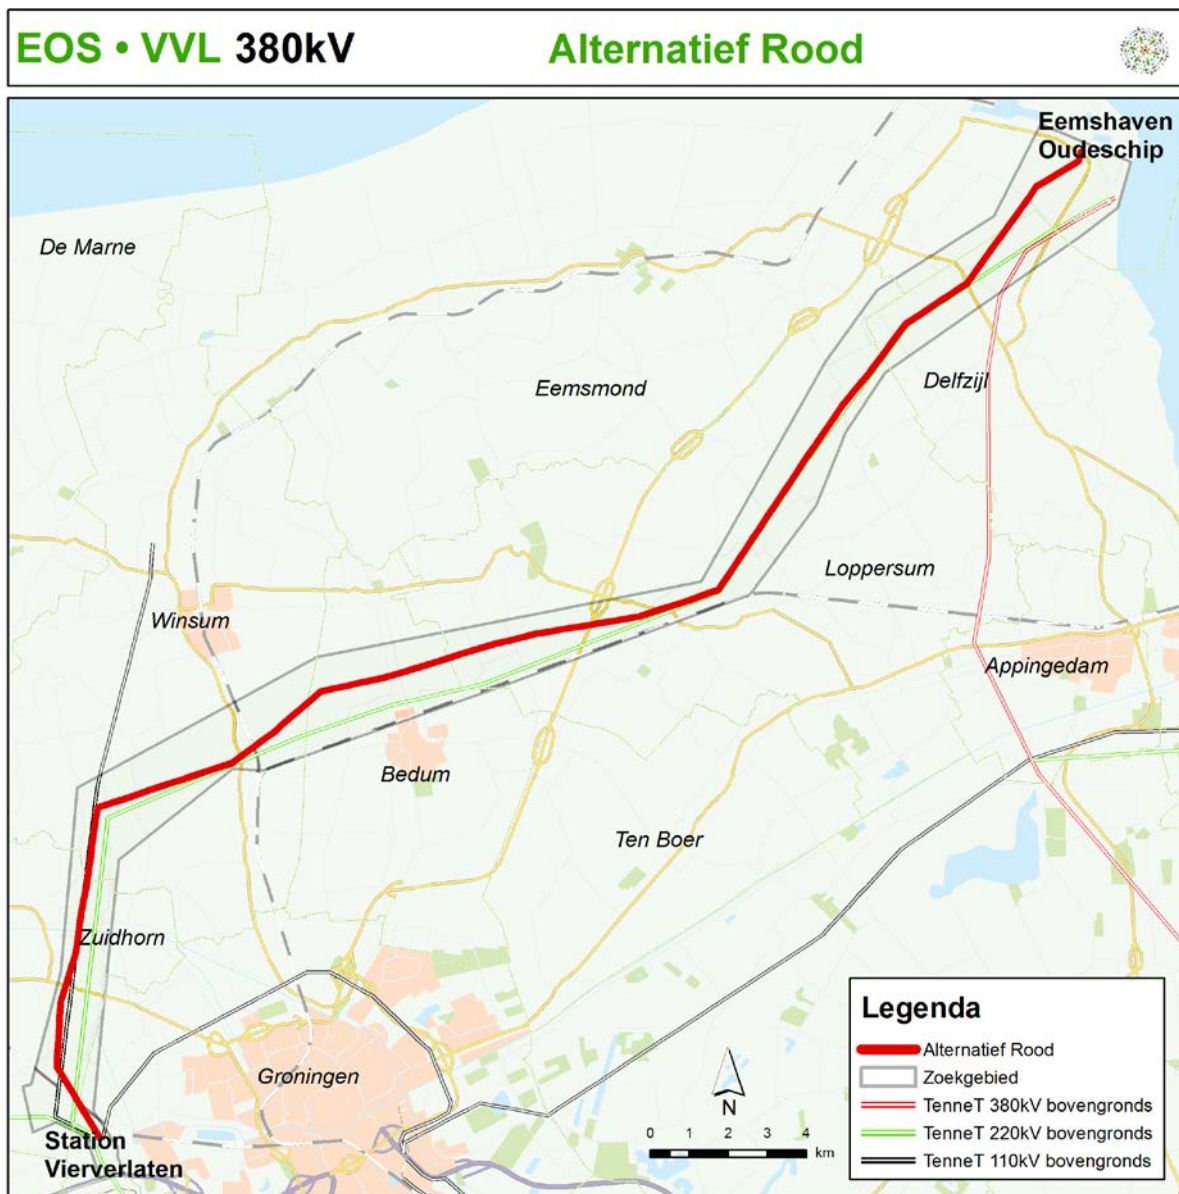 EOS • VVL 380kV
Alternatief Rood
Eemshaven
Oudeschip
De Marne
Eemsmond
Delfzijl
Loppersum
Winsum
Appingedam
Bedum
Ten Boer
Zuidhorn
Groningen
Station
Vierverlaten
N
0 1 2 3 4
km
Legenda
Alternatief Rood
Zoekgebied
TenneT 380kV bovengronds
TenneT 220kV bovengronds
TenneT 110kV bovengronds